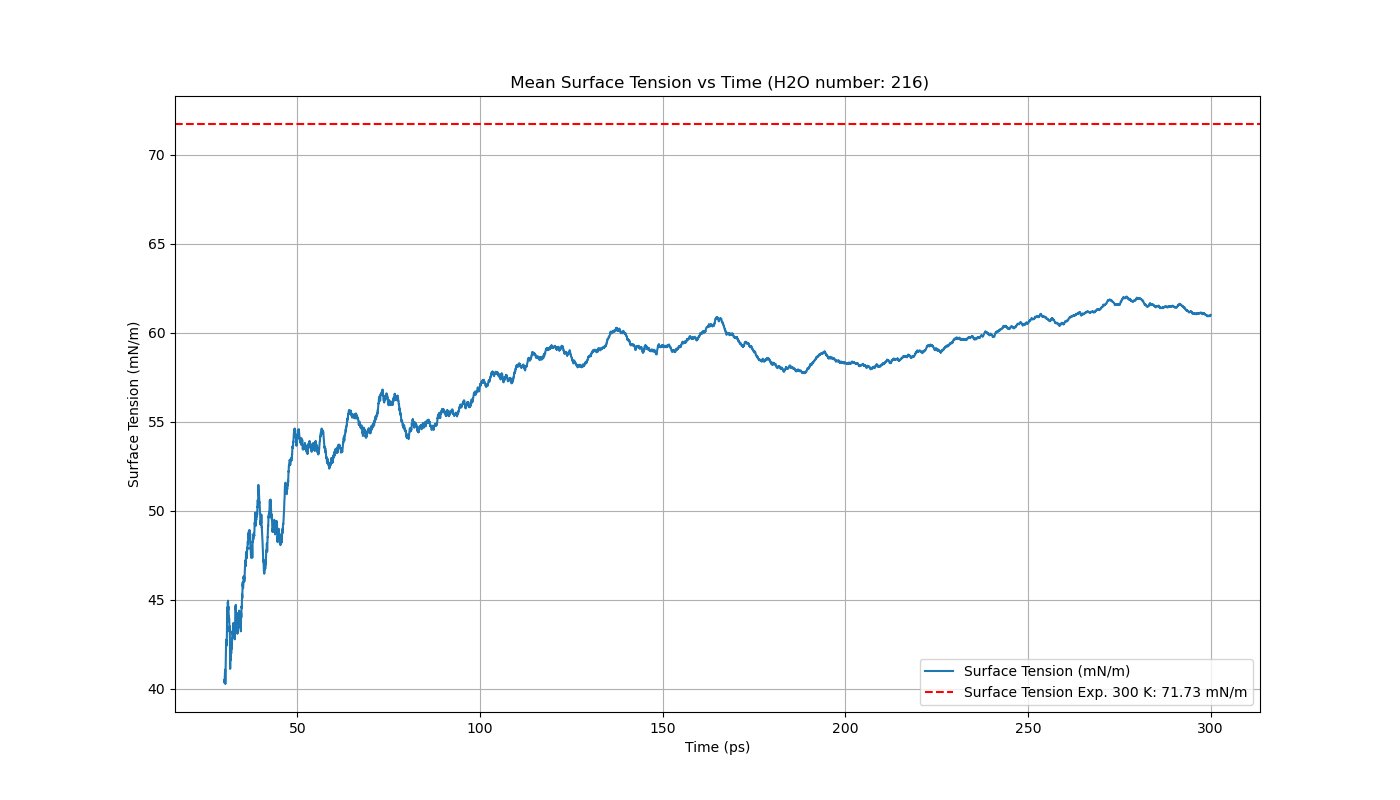 Mean Surface Tension vs Time (H2O number: 216)
Surface Tension (mN/m)
70
65
60
55
50
45
40
50
100
150
200
250
300
Time (ps)
Surface Tension (mN/m)
Surface Tension Exp. 300 K: 71.73 mN/m